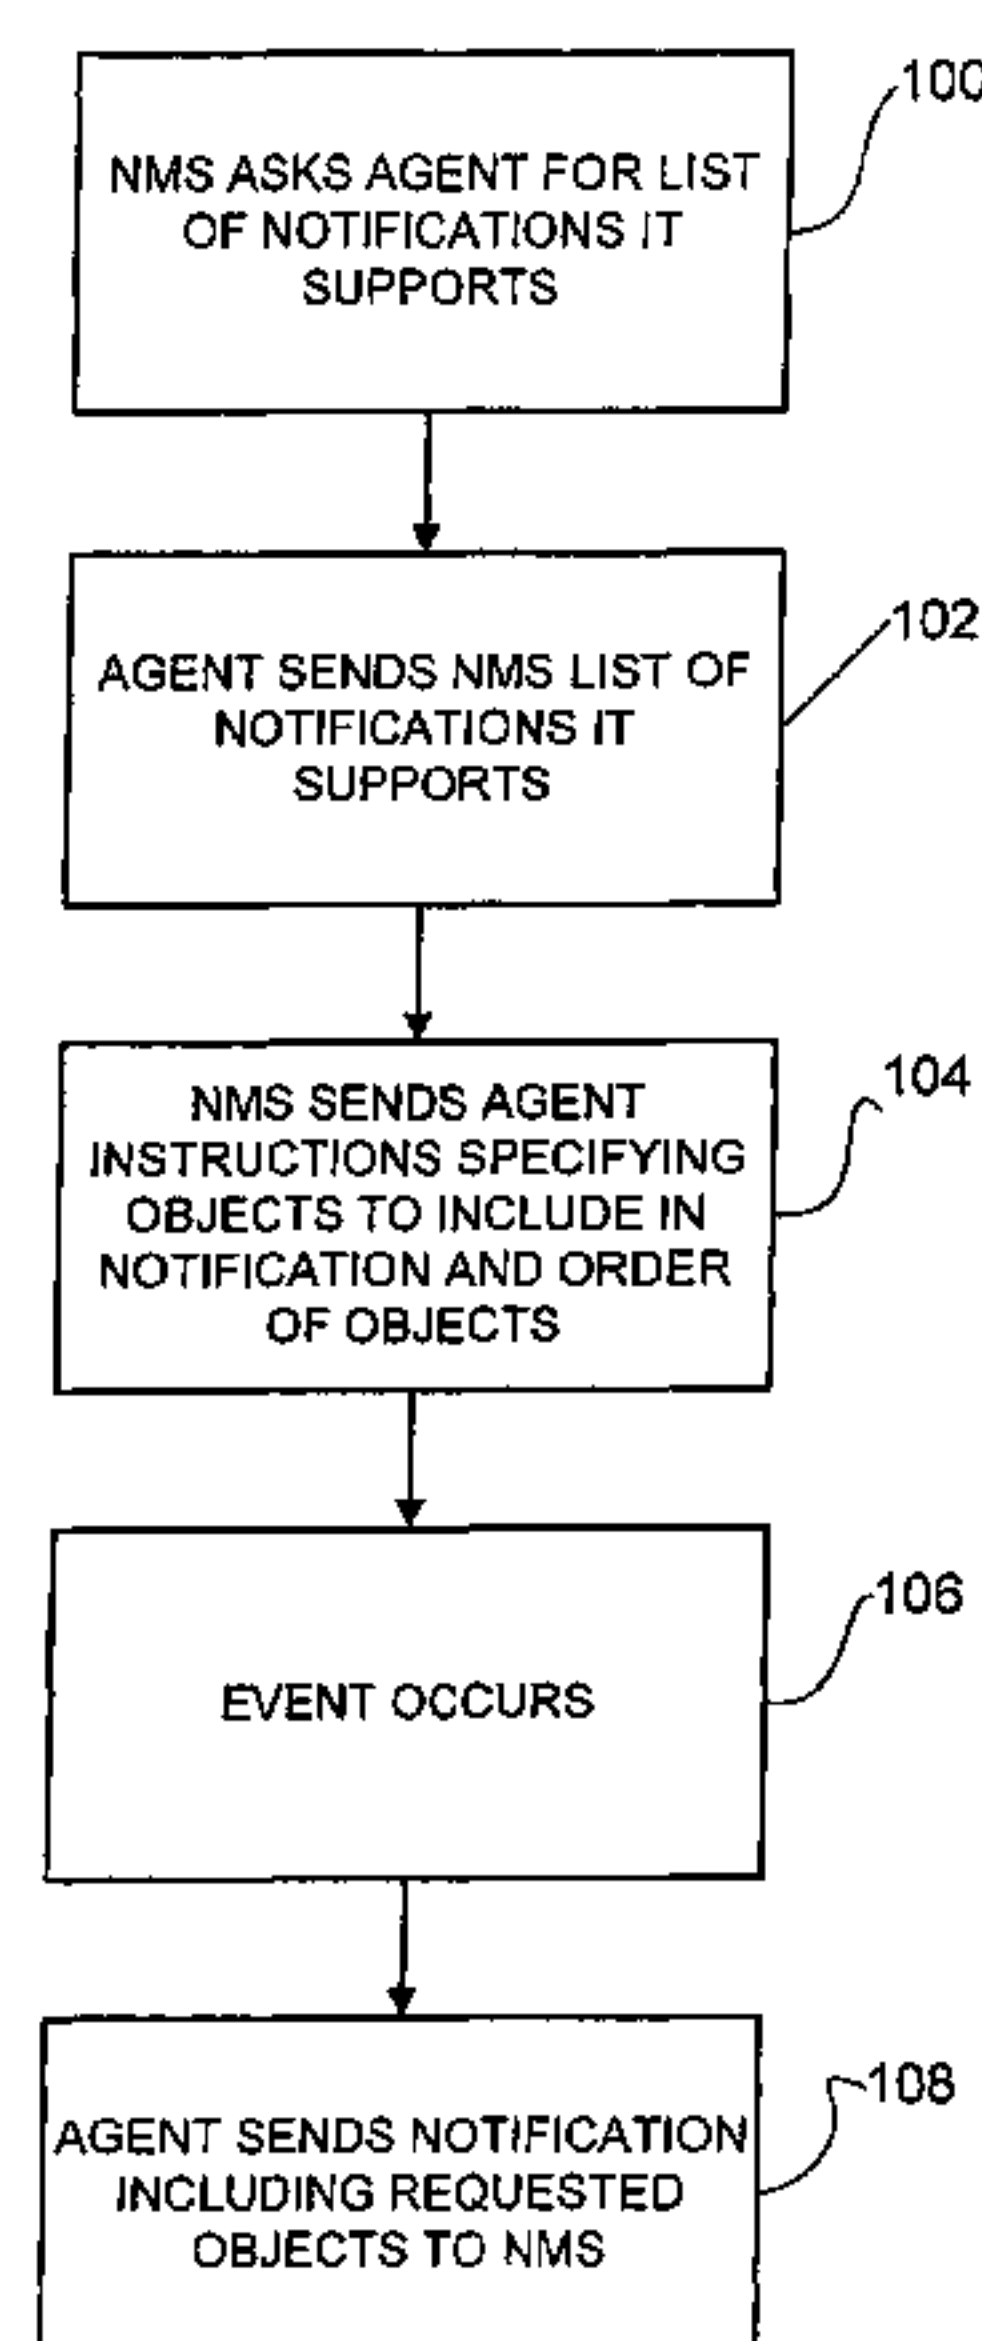 100
NMS ASKS AGENT FOR LIST
OF NOTIFICATIONS IT
SUPPORTS
102
AGENT SENDS NMS LIST OF
NOTIFICATIONS IT
SUPPORTS
104
NMS SENDS AGENT
INSTRUCTIONS SPECIFYING
OBJECTS TO INCLUDE IN
NOTIFICATION AND ORDER
OF OBJECTS
106
EVENT OCCURS
108
AGENT SENDS NOTIFICATION
INCLUDING REQUESTED
OBJECTS TO NMS